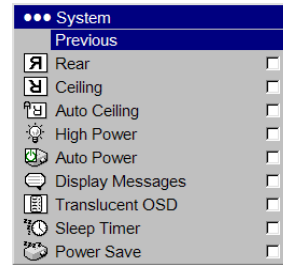 ••• System
Previous
Rear
Ceiling
Auto Ceiling
High Power
Auto Power
Display Messages
Translucent OSD
Sleep Timer
Power Save